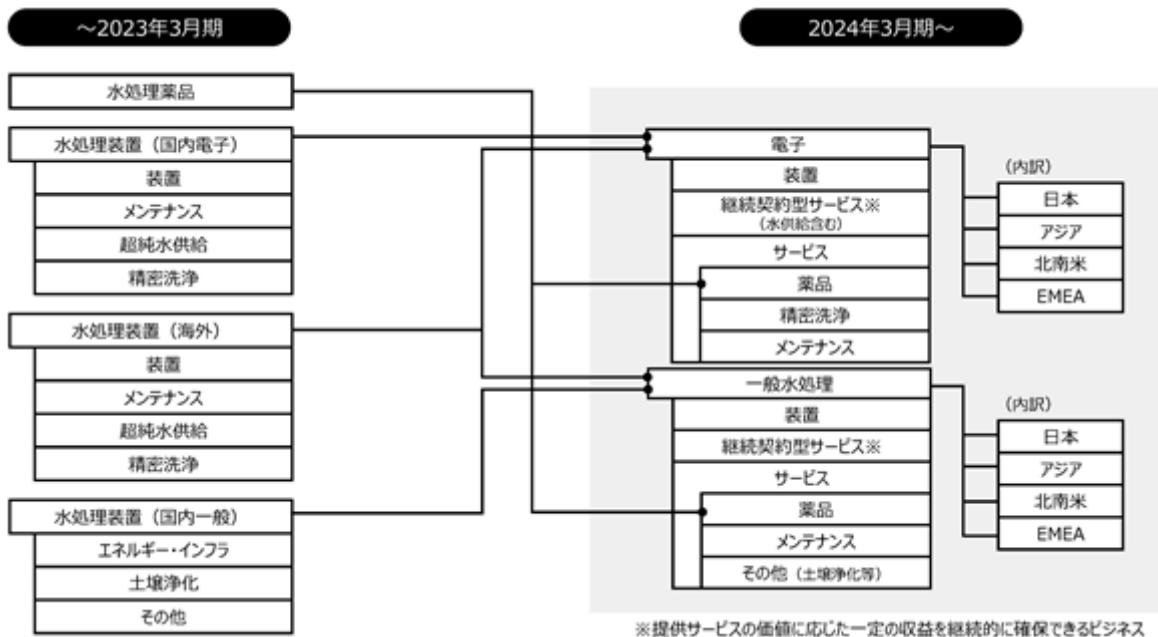 ～2023年3月期
水処理薬品
水処理装置（国内電子）
装置
メンテナンス
超純水供給
精密洗浄
水処理装置（海外）
装置
メンテナンス
超純水供給
精密洗浄
水処理装置（国内一般）
エネルギー・インフラ
土壌浄化
その他
2024年3月期～
電子
装置
継続契約型サービス※
（水供給含む）
サービス
薬品
精密洗浄
メンテナンス
（内訳）
日本
アジア
北南米
EMEA
一般水処理
装置
継続契約型サービス※
サービス
薬品
メンテナンス
その他（土壌浄化等）
（内訳）
日本
アジア
北南米
EMEA
※提供サービスの価値に応じた一定の収益を継続的に確保できるビジネス